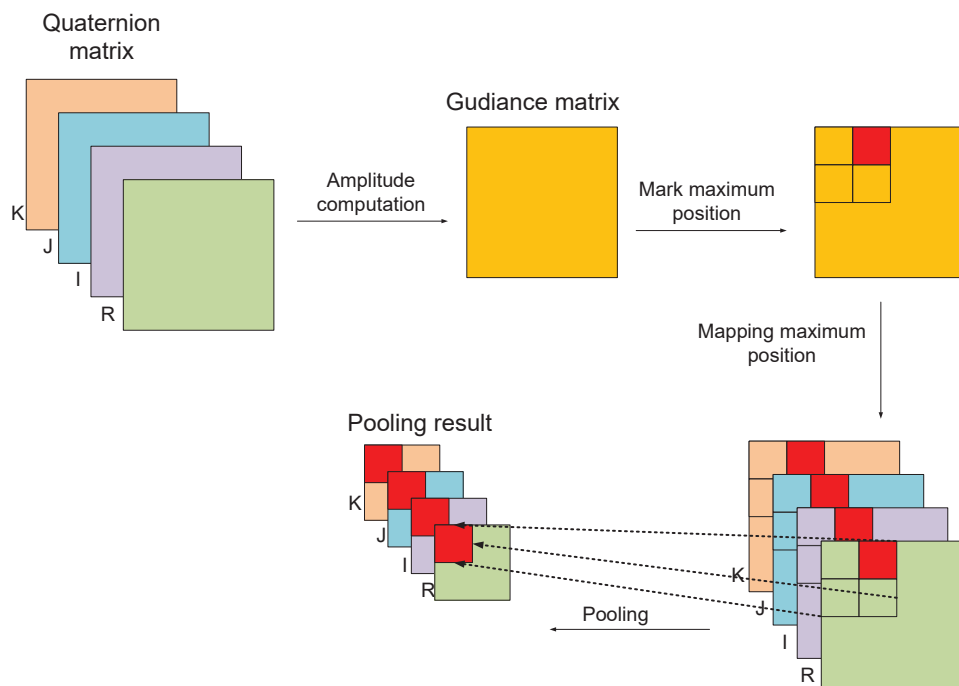 Quaternion
matrix
K
J
I
R
Amplitude
computation
Gudiance matrix
Mark maximum
position
Mapping maximum
position
K
J
I
R
Pooling
Pooling result
K
J
I
R